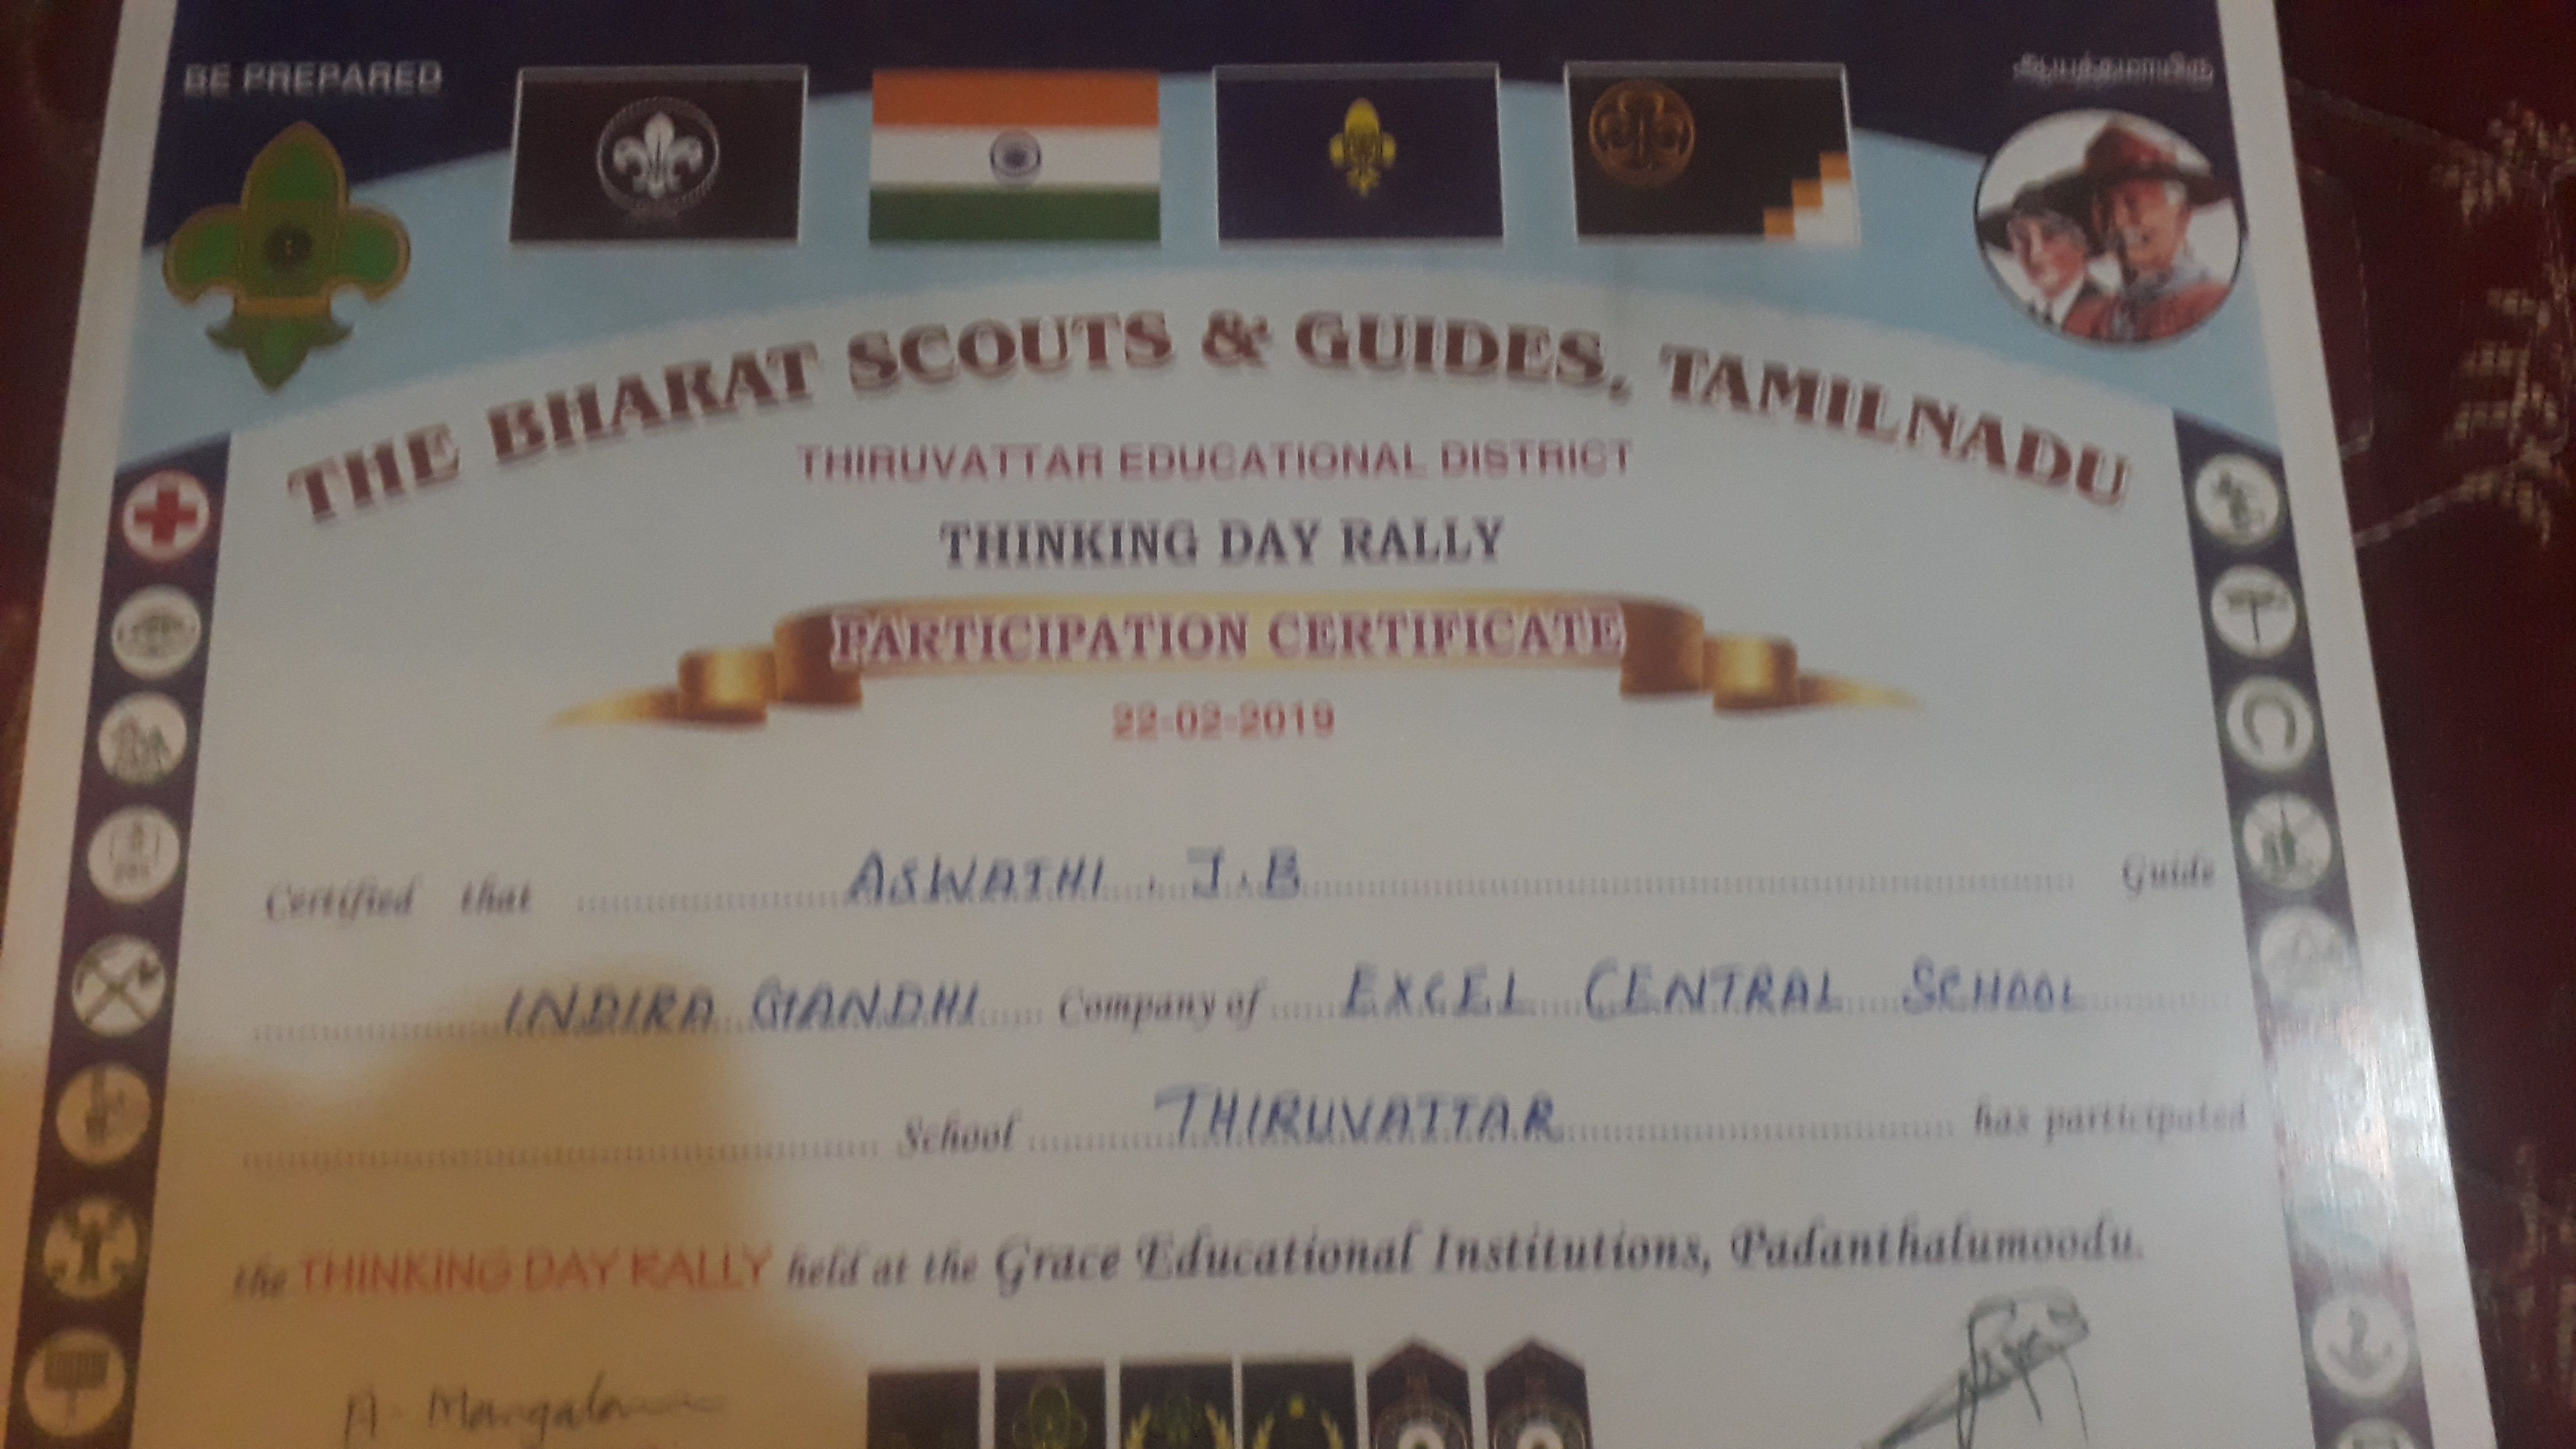 BE PREPARED
THE BHARAT SCOUTS & GUIDES, TAMILNADU
THIRUVATTAR EDUCATIONAL DISTRICT
THINKING DAY RALLY
PARTICIPATION CERTIFICATE
22-02-2019
Certified that ASWATHI . J. B Guide
INDIRA GANDHI Company of EXCEL CENTRAL SCHOOL
School THIRUVATTAR has participated
the THINKING DAY RALLY held at the Grace Educational Institutions, Padanthalumoodu.